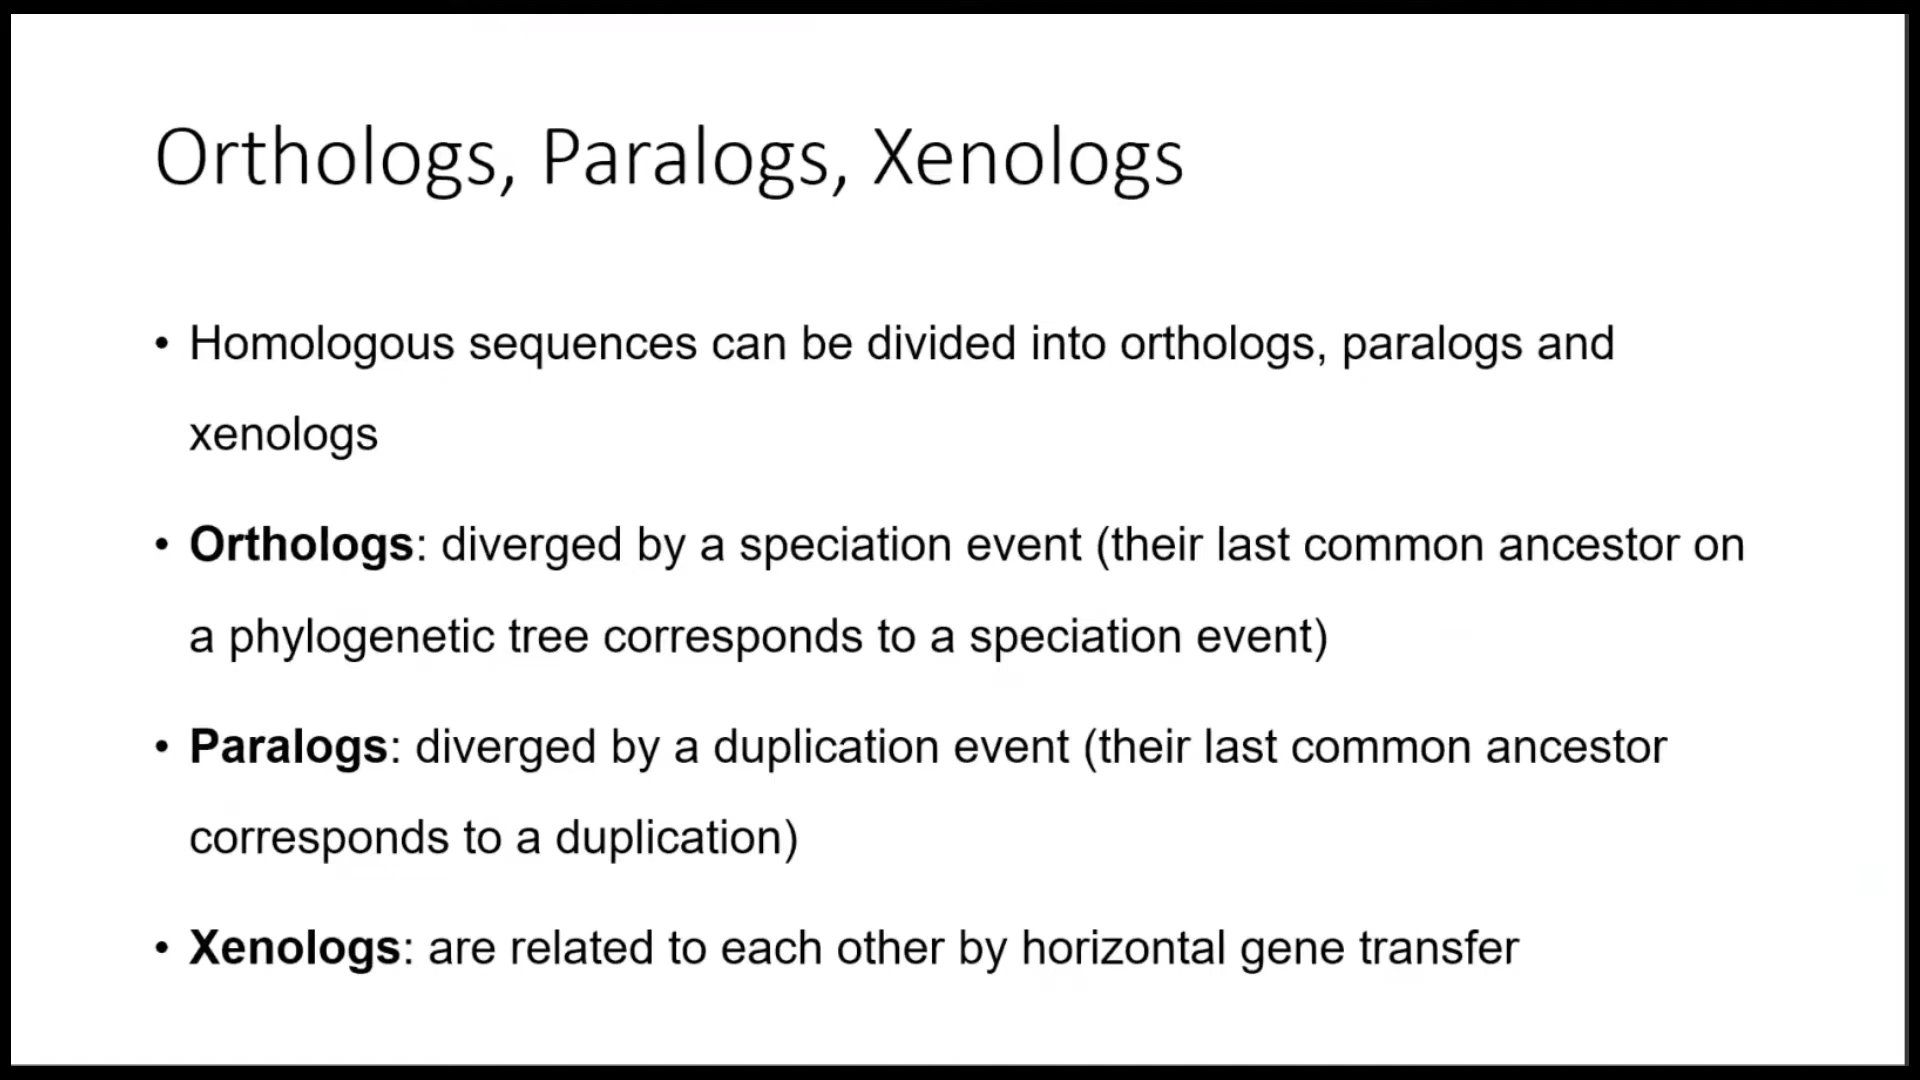 Orthologs, Paralogs, Xenologs
• Homologous sequences can be divided into orthologs, paralogs and
xenologs
• Orthologs: diverged by a speciation event (their last common ancestor on
a phylogenetic tree corresponds to a speciation event)
• Paralogs: diverged by a duplication event (their last common ancestor
corresponds to a duplication)
• Xenologs: are related to each other by horizontal gene transfer